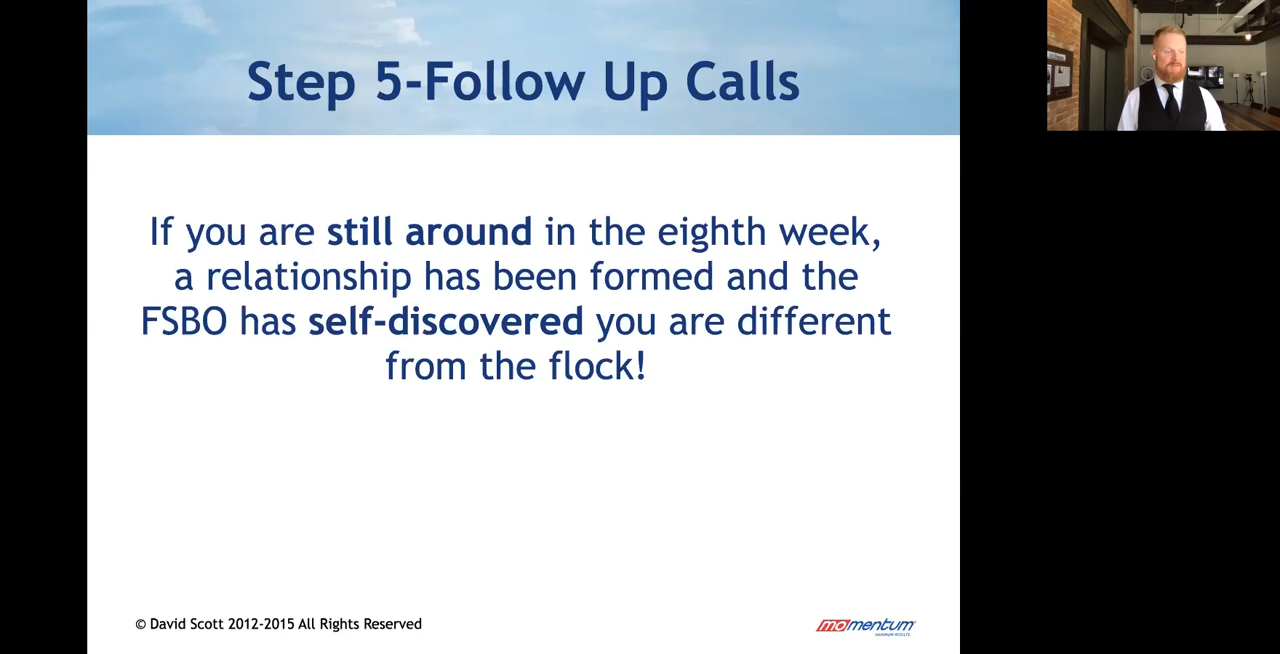 Step 5-Follow Up Calls
If you are still around in the eighth week,
a relationship has been formed and the
FSBO has self-discovered you are different
from the flock!
© David Scott 2012-2015 All Rights Reserved
momentum
MAXIMUM RESULTS